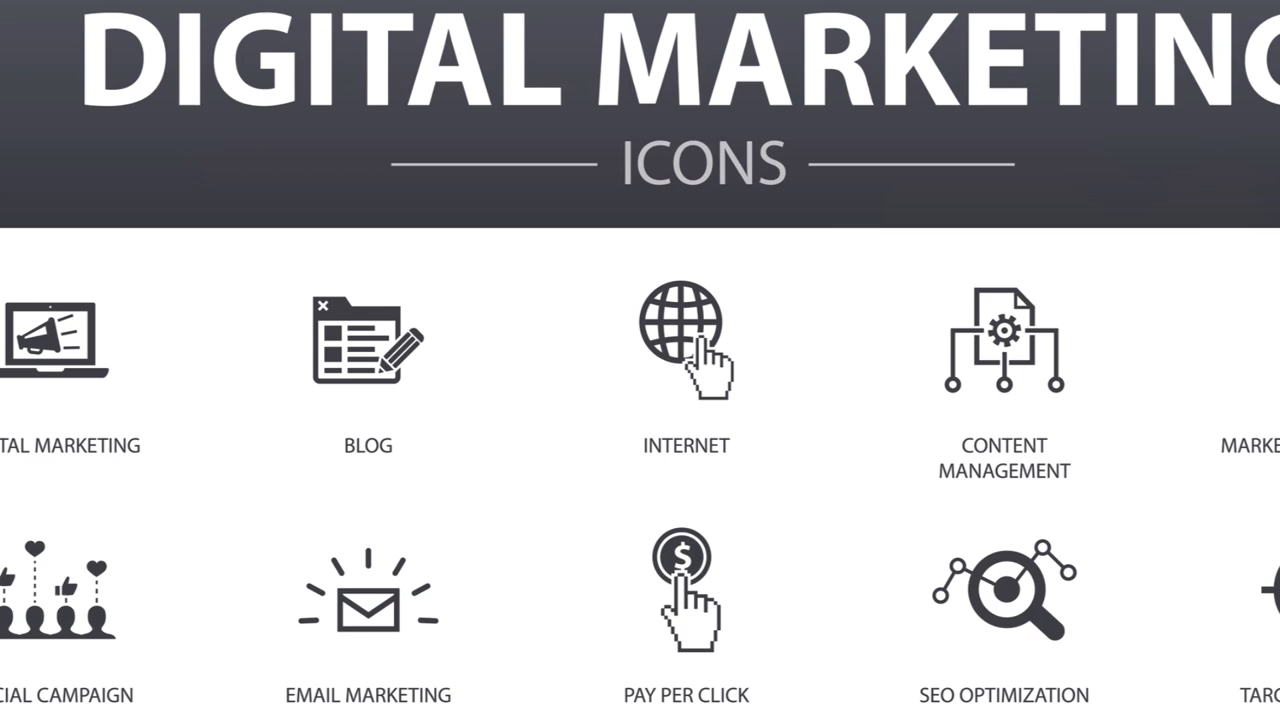 DIGITAL MARKETING
ICONS
TAL MARKETING
BLOG
INTERNET
CONTENT
MANAGEMENT
MARKE
$
CIAL CAMPAIGN
EMAIL MARKETING
PAY PER CLICK
SEO OPTIMIZATION
TARG